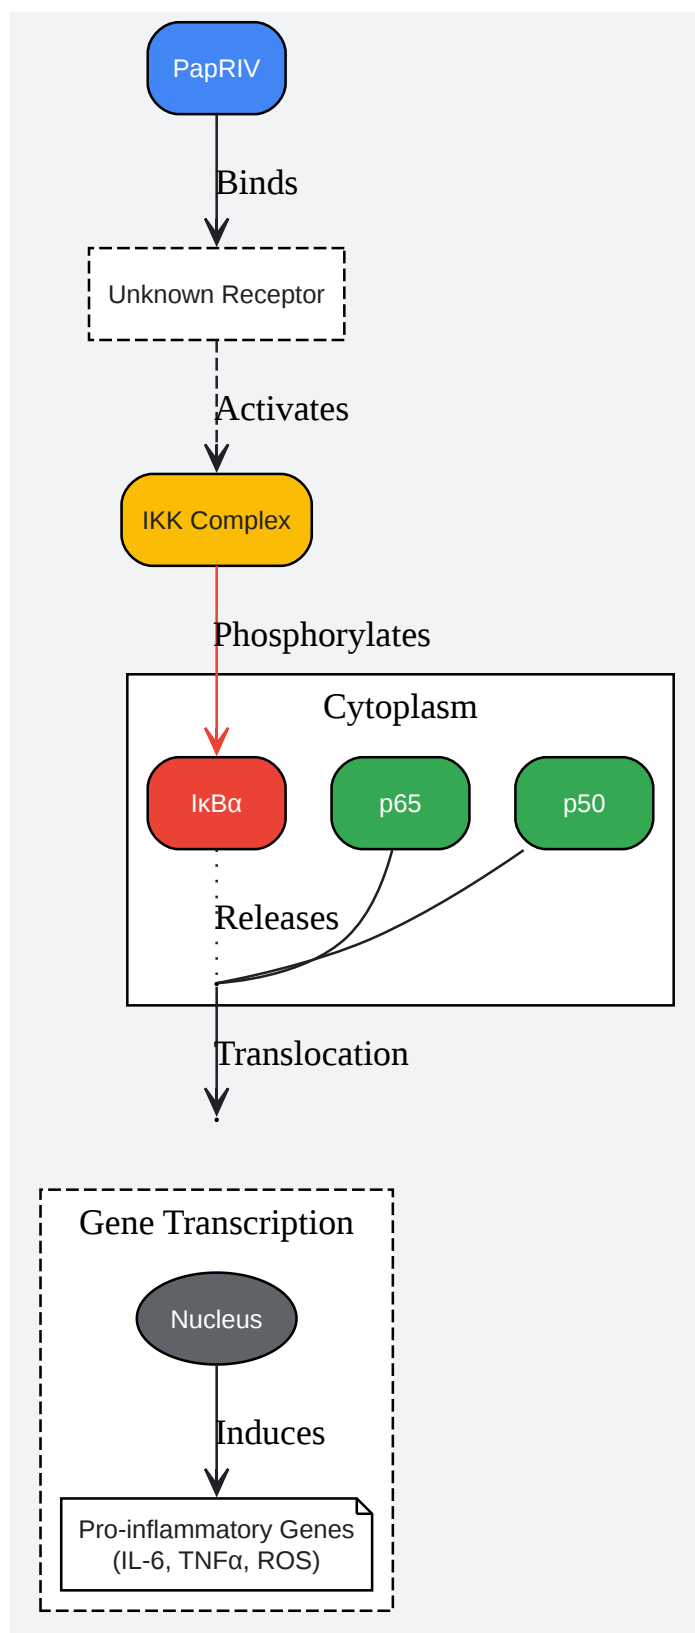 PapRIV
Binds
Unknown Receptor
Activates
IKK Complex
Phosphorylates
Cytoplasm
IκBα
p65
p50
Releases
Translocation
Gene Transcription
Nucleus
Induces
Pro-inflammatory Genes
(IL-6, TNFα, ROS)